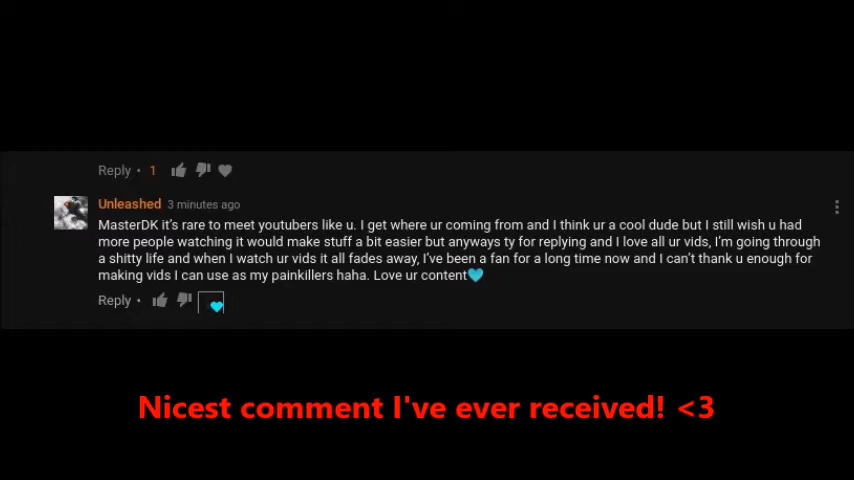 Reply • 1
Unleashed 3 minutes ago
MasterDK it's rare to meet youtubers like u. I get where ur coming from and I think ur a cool dude but I still wish u had
more people watching it would make stuff a bit easier but anyways ty for replying and I love all ur vids, I'm going through
a shitty life and when I watch ur vids it all fades away, I've been a fan for a long time now and I can't thank u enough for
making vids I can use as my painkillers haha. Love ur content🩵
Reply •
Nicest comment I've ever received! <3